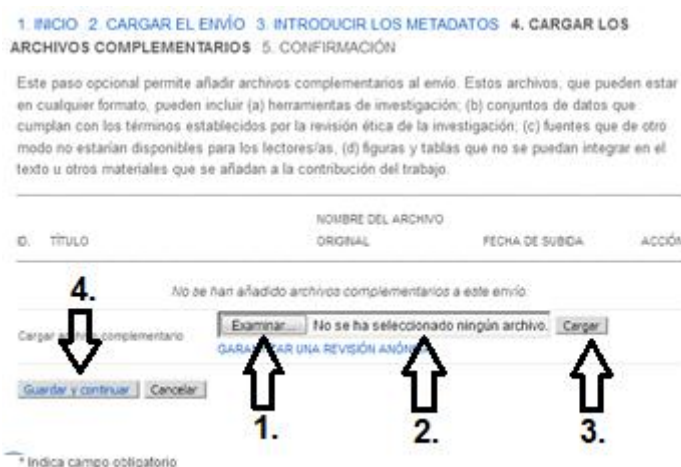 1. INICIO 2. CARGAR EL ENVÍO 3. INTRODUCIR LOS METADATOS 4. CARGAR LOS
ARCHIVOS COMPLEMENTARIOS 5. CONFIRMACIÓN
Este paso opcional permite añadir archivos complementarios al envío. Estos archivos, que pueden estar
en cualquier formato, pueden incluir (a) herramientas de investigación; (b) conjuntos de datos que
cumplan con los términos establecidos por la revisión ética de la investigación; (c) fuentes que de otro
modo no estarían disponibles para los lectores/as, (d) figuras y tablas que no se puedan integrar en el
texto u otros materiales que se añadan a la contribución del trabajo.
NOMBRE DEL ARCHIVO
ID. TÍTULO ORIGINAL FECHA DE SUBIDA ACCIÓN
4.
No se han añadido archivos complementarios a este envío.
Cargar complementario Examinar... No se ha seleccionado ningún archivo. Cargar
UNA REVISIÓN
Guardar y continuar Cancelar
1. 2. 3.
* Indica campo obligatorio